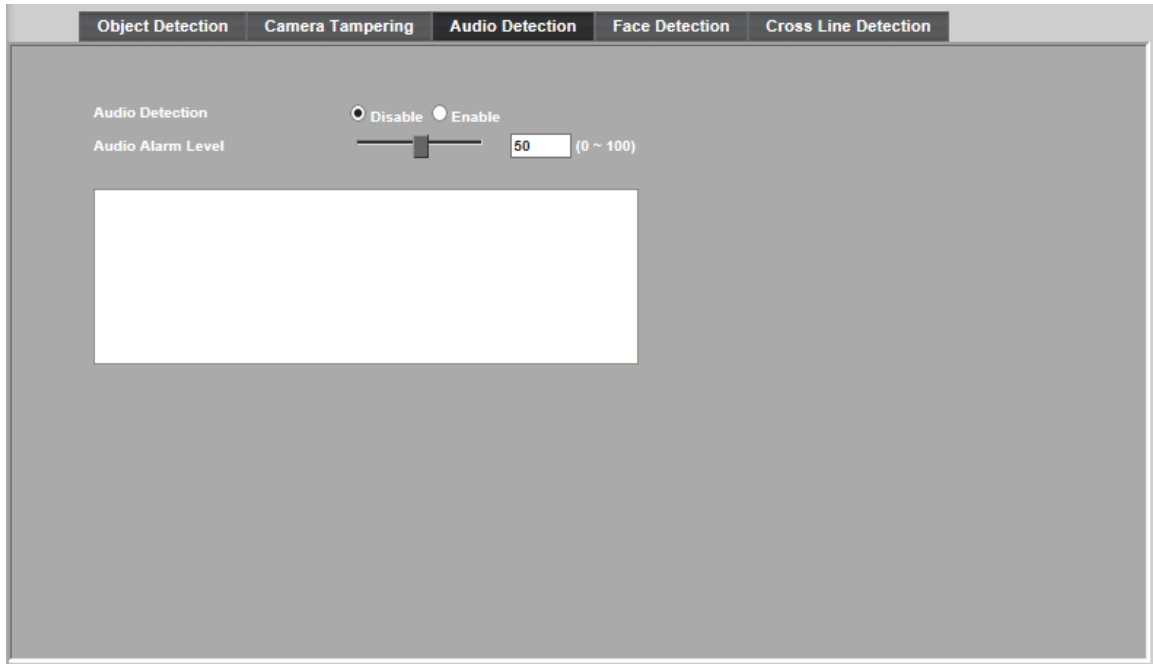 Object Detection Camera Tampering Audio Detection Face Detection Cross Line Detection
Audio Detection Disable Enable
Audio Alarm Level 50 (0 ~ 100)